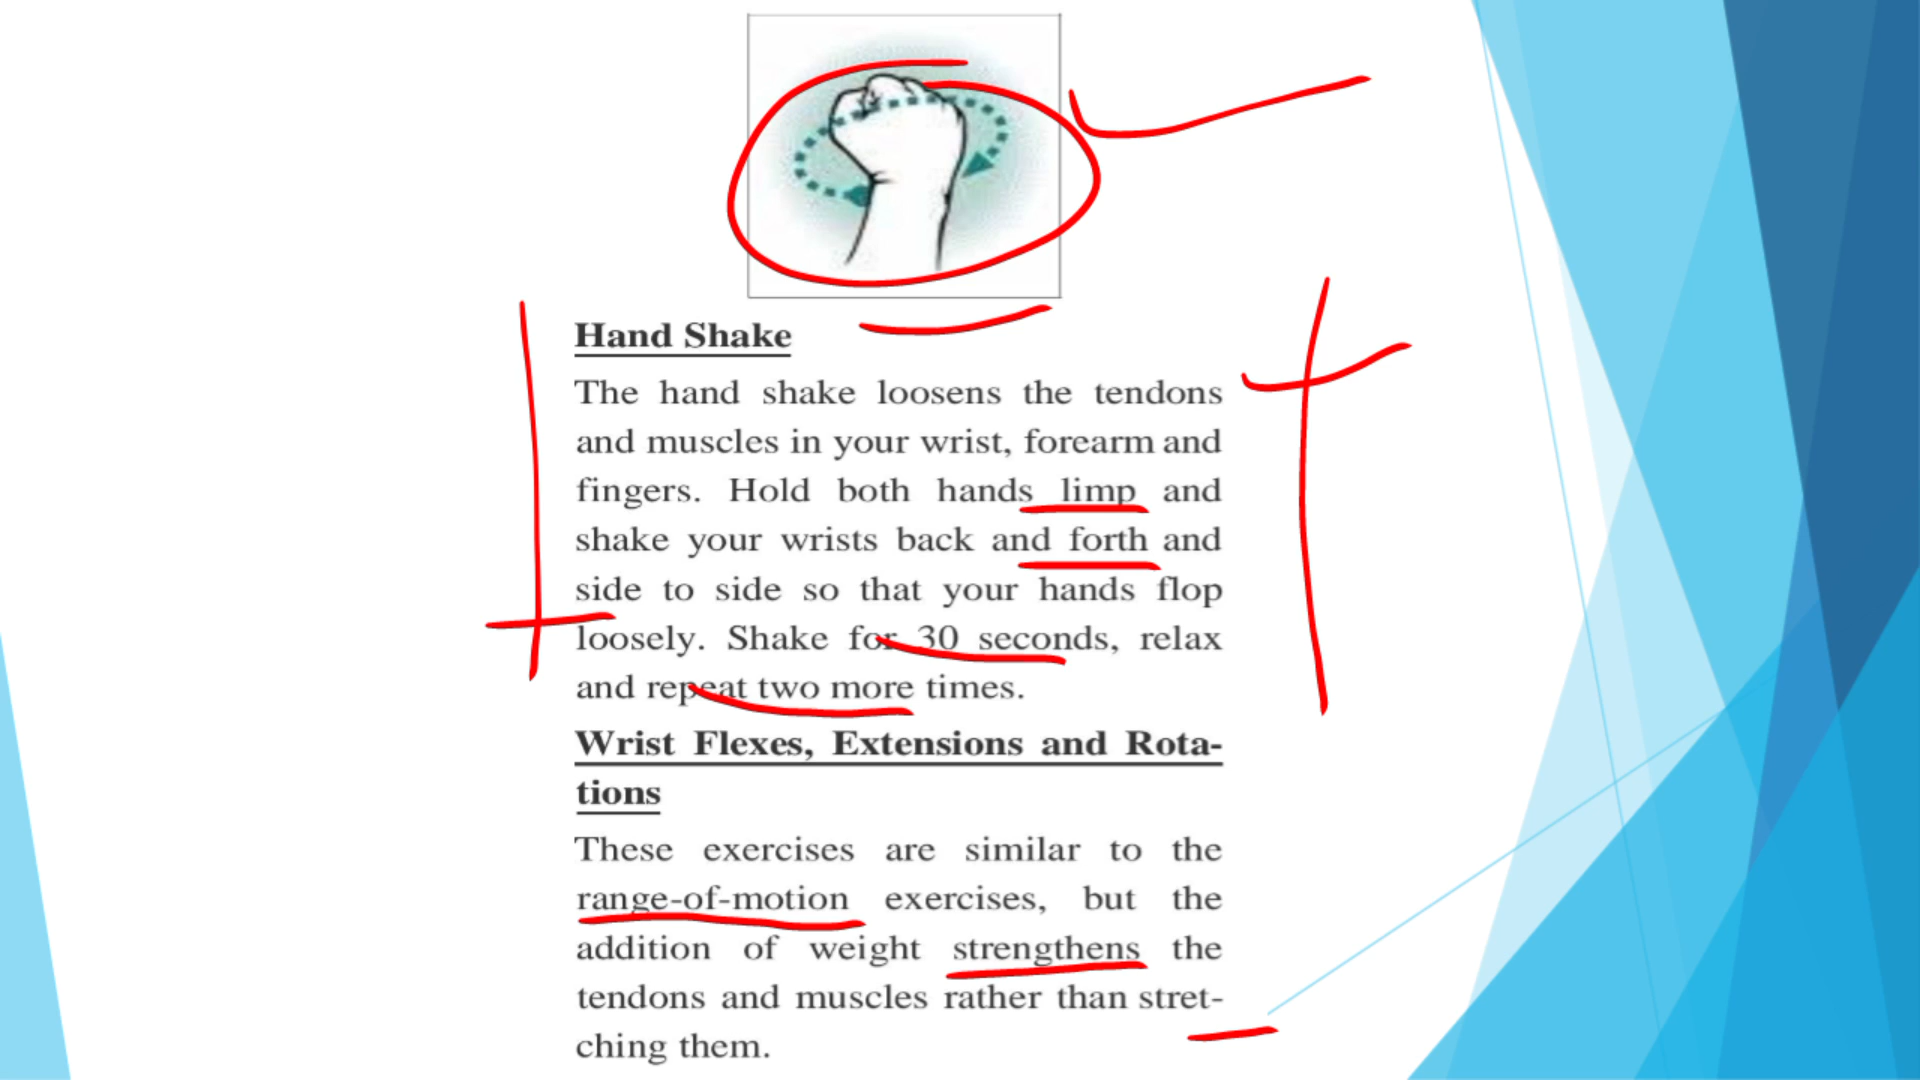 Hand Shake
The hand shake loosens the tendons
and muscles in your wrist, forearm and
fingers. Hold both hands limp and
shake your wrists back and forth and
side to side so that your hands flop
loosely. Shake for 30 seconds, relax
and repeat two more times.
Wrist Flexes, Extensions and Rota-
tions
These exercises are similar to the
range-of-motion exercises, but the
addition of weight strengthens the
tendons and muscles rather than stret-
ching them.